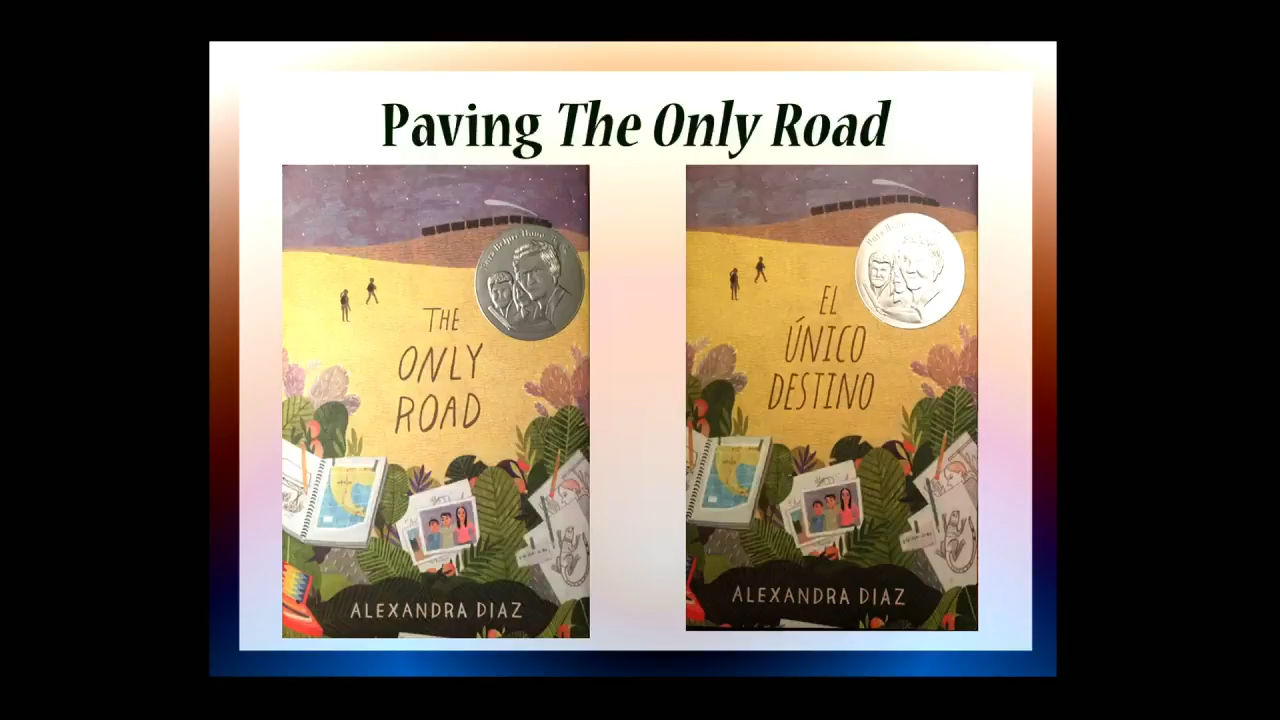 Paving The Only Road
THE
ONLY
ROAD
ALEXANDRA DIAZ
EL
ÚNICO
DESTINO
ALEXANDRA DIAZ